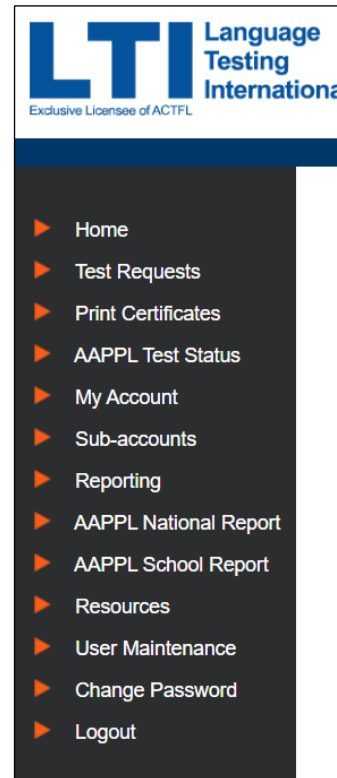 LTI
Language
Testing
Internationa
Exclusive Licensee of ACTFL
Home
Test Requests
Print Certificates
AAPPL Test Status
My Account
Sub-accounts
Reporting
AAPPL National Report
AAPPL School Report
Resources
User Maintenance
Change Password
Logout